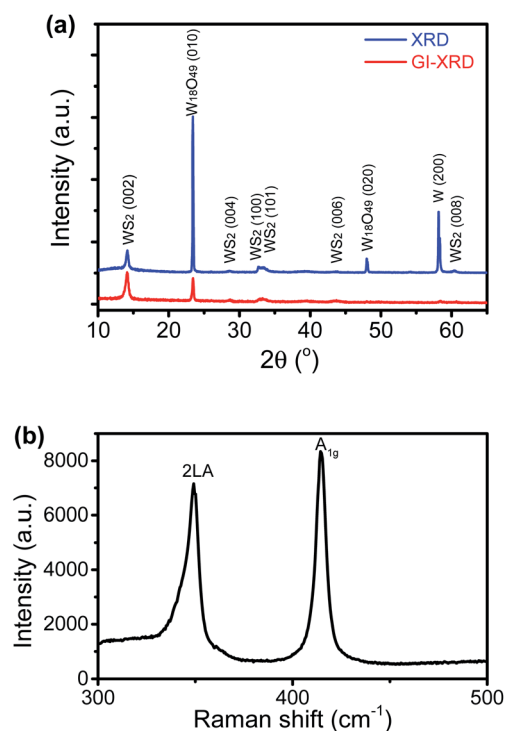 (a)
XRD
GI-XRD
Intensity (a.u.)
WS2 (002)
W18O49 (010)
WS2 (004)
WS2 (100)
WS2 (101)
WS2 (006)
W18O49 (020)
W (200)
WS2 (008)
10 20 30 40 50 60
2θ (°)
(b)
Intensity (a.u.)
8000
6000
4000
2000
0
2LA
A1g
300 400 500
Raman shift (cm-1)